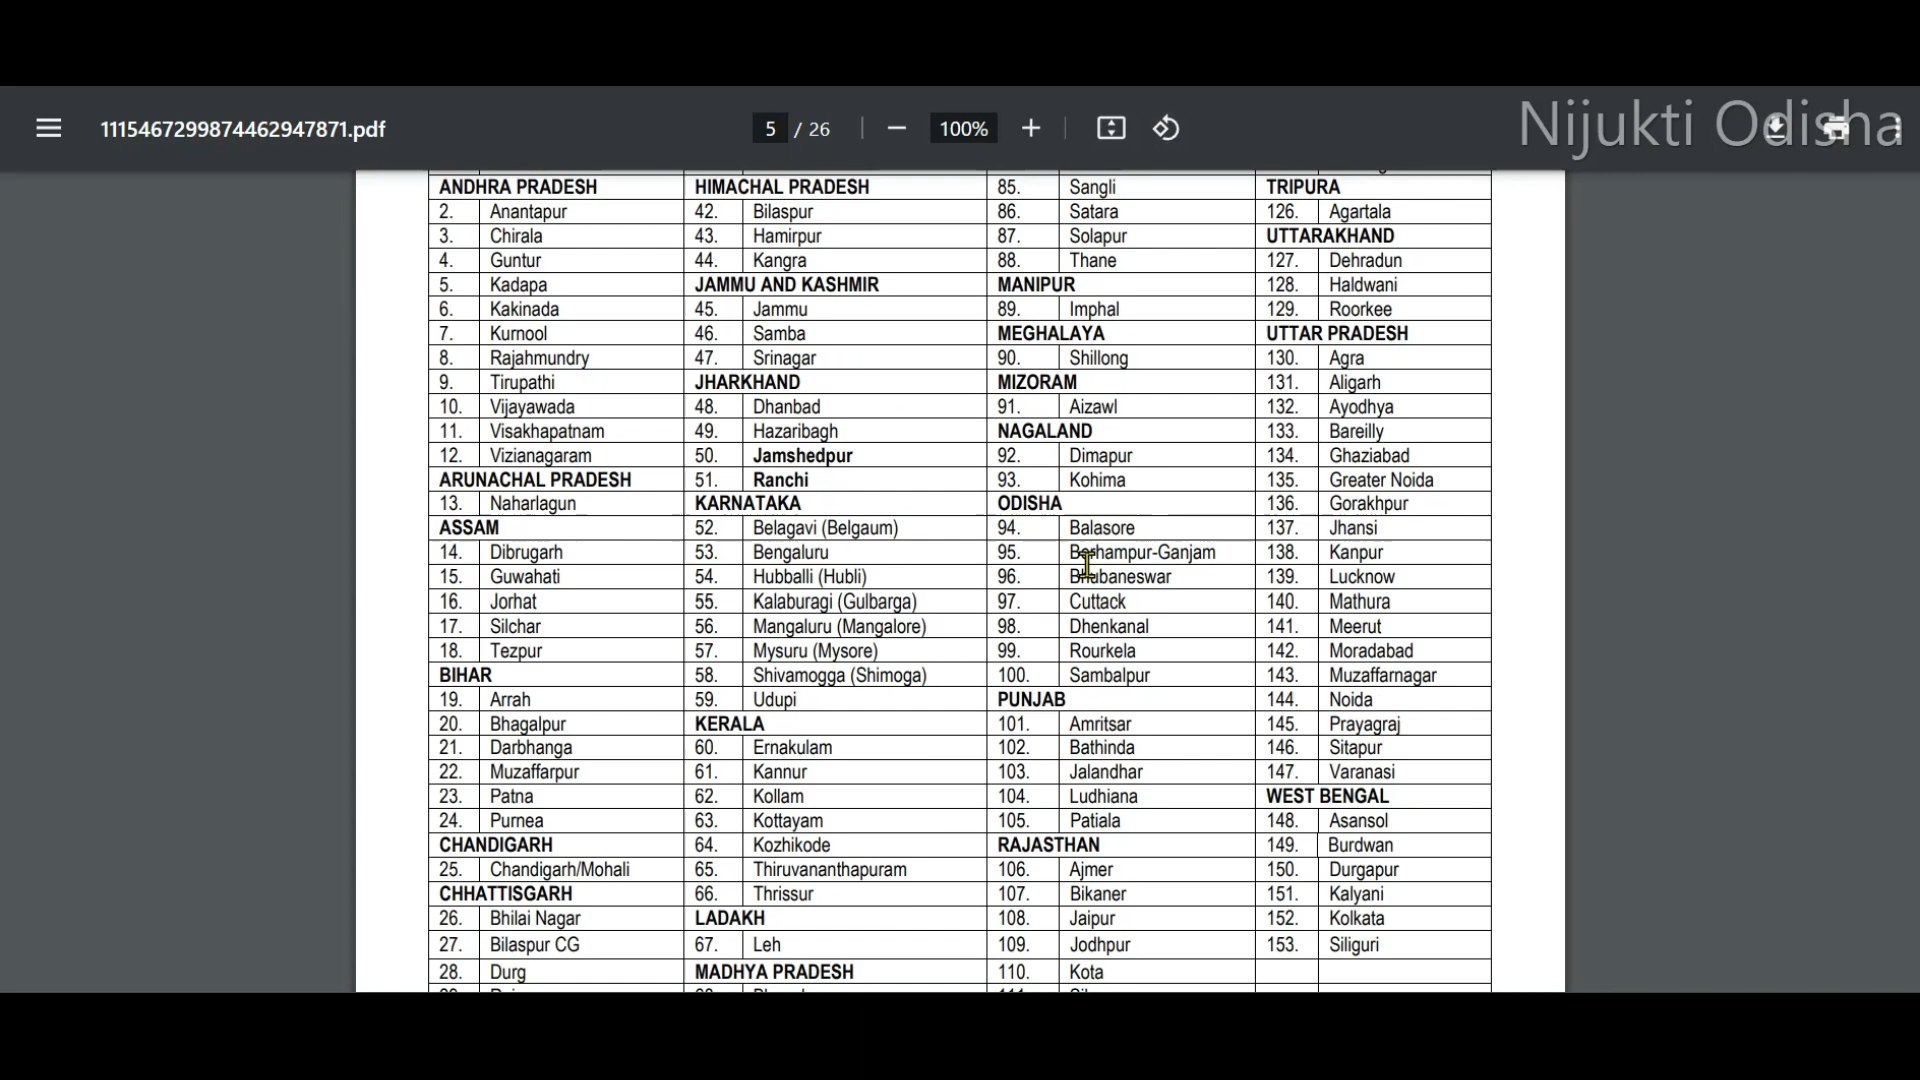 1115467299874462947871.pdf
5 / 26
100%
Nijukti Odisha
ANDHRA PRADESH HIMACHAL PRADESH 85. Sangli TRIPURA
2. Anantapur 42. Bilaspur 86. Satara 126. Agartala
3. Chirala 43. Hamirpur 87. Solapur UTTARAKHAND
4. Guntur 44. Kangra 88. Thane 127. Dehradun
5. Kadapa JAMMU AND KASHMIR MANIPUR 128. Haldwani
6. Kakinada 45. Jammu 89. Imphal 129. Roorkee
7. Kurnool 46. Samba MEGHALAYA UTTAR PRADESH
8. Rajahmundry 47. Srinagar 90. Shillong 130. Agra
9. Tirupathi JHARKHAND MIZORAM 131. Aligarh
10. Vijayawada 48. Dhanbad 91. Aizawl 132. Ayodhya
11. Visakhapatnam 49. Hazaribagh NAGALAND 133. Bareilly
12. Vizianagaram 50. Jamshedpur 92. Dimapur 134. Ghaziabad
ARUNACHAL PRADESH 51. Ranchi 93. Kohima 135. Greater Noida
13. Naharlagun KARNATAKA ODISHA 136. Gorakhpur
ASSAM 52. Belagavi (Belgaum) 94. Balasore 137. Jhansi
14. Dibrugarh 53. Bengaluru 95. Berhampur-Ganjam 138. Kanpur
15. Guwahati 54. Hubballi (Hubli) 96. Bhubaneswar 139. Lucknow
16. Jorhat 55. Kalaburagi (Gulbarga) 97. Cuttack 140. Mathura
17. Silchar 56. Mangaluru (Mangalore) 98. Dhenkanal 141. Meerut
18. Tezpur 57. Mysuru (Mysore) 99. Rourkela 142. Moradabad
BIHAR 58. Shivamogga (Shimoga) 100. Sambalpur 143. Muzaffarnagar
19. Arrah 59. Udupi PUNJAB 144. Noida
20. Bhagalpur KERALA 101. Amritsar 145. Prayagraj
21. Darbhanga 60. Ernakulam 102. Bathinda 146. Sitapur
22. Muzaffarpur 61. Kannur 103. Jalandhar 147. Varanasi
23. Patna 62. Kollam 104. Ludhiana WEST BENGAL
24. Purnea 63. Kottayam 105. Patiala 148. Asansol
CHANDIGARH 64. Kozhikode RAJASTHAN 149. Burdwan
25. Chandigarh/Mohali 65. Thiruvananthapuram 106. Ajmer 150. Durgapur
CHHATTISGARH 66. Thrissur 107. Bikaner 151. Kalyani
26. Bhilai Nagar LADAKH 108. Jaipur 152. Kolkata
27. Bilaspur CG 67. Leh 109. Jodhpur 153. Siliguri
28. Durg MADHYA PRADESH 110. Kota